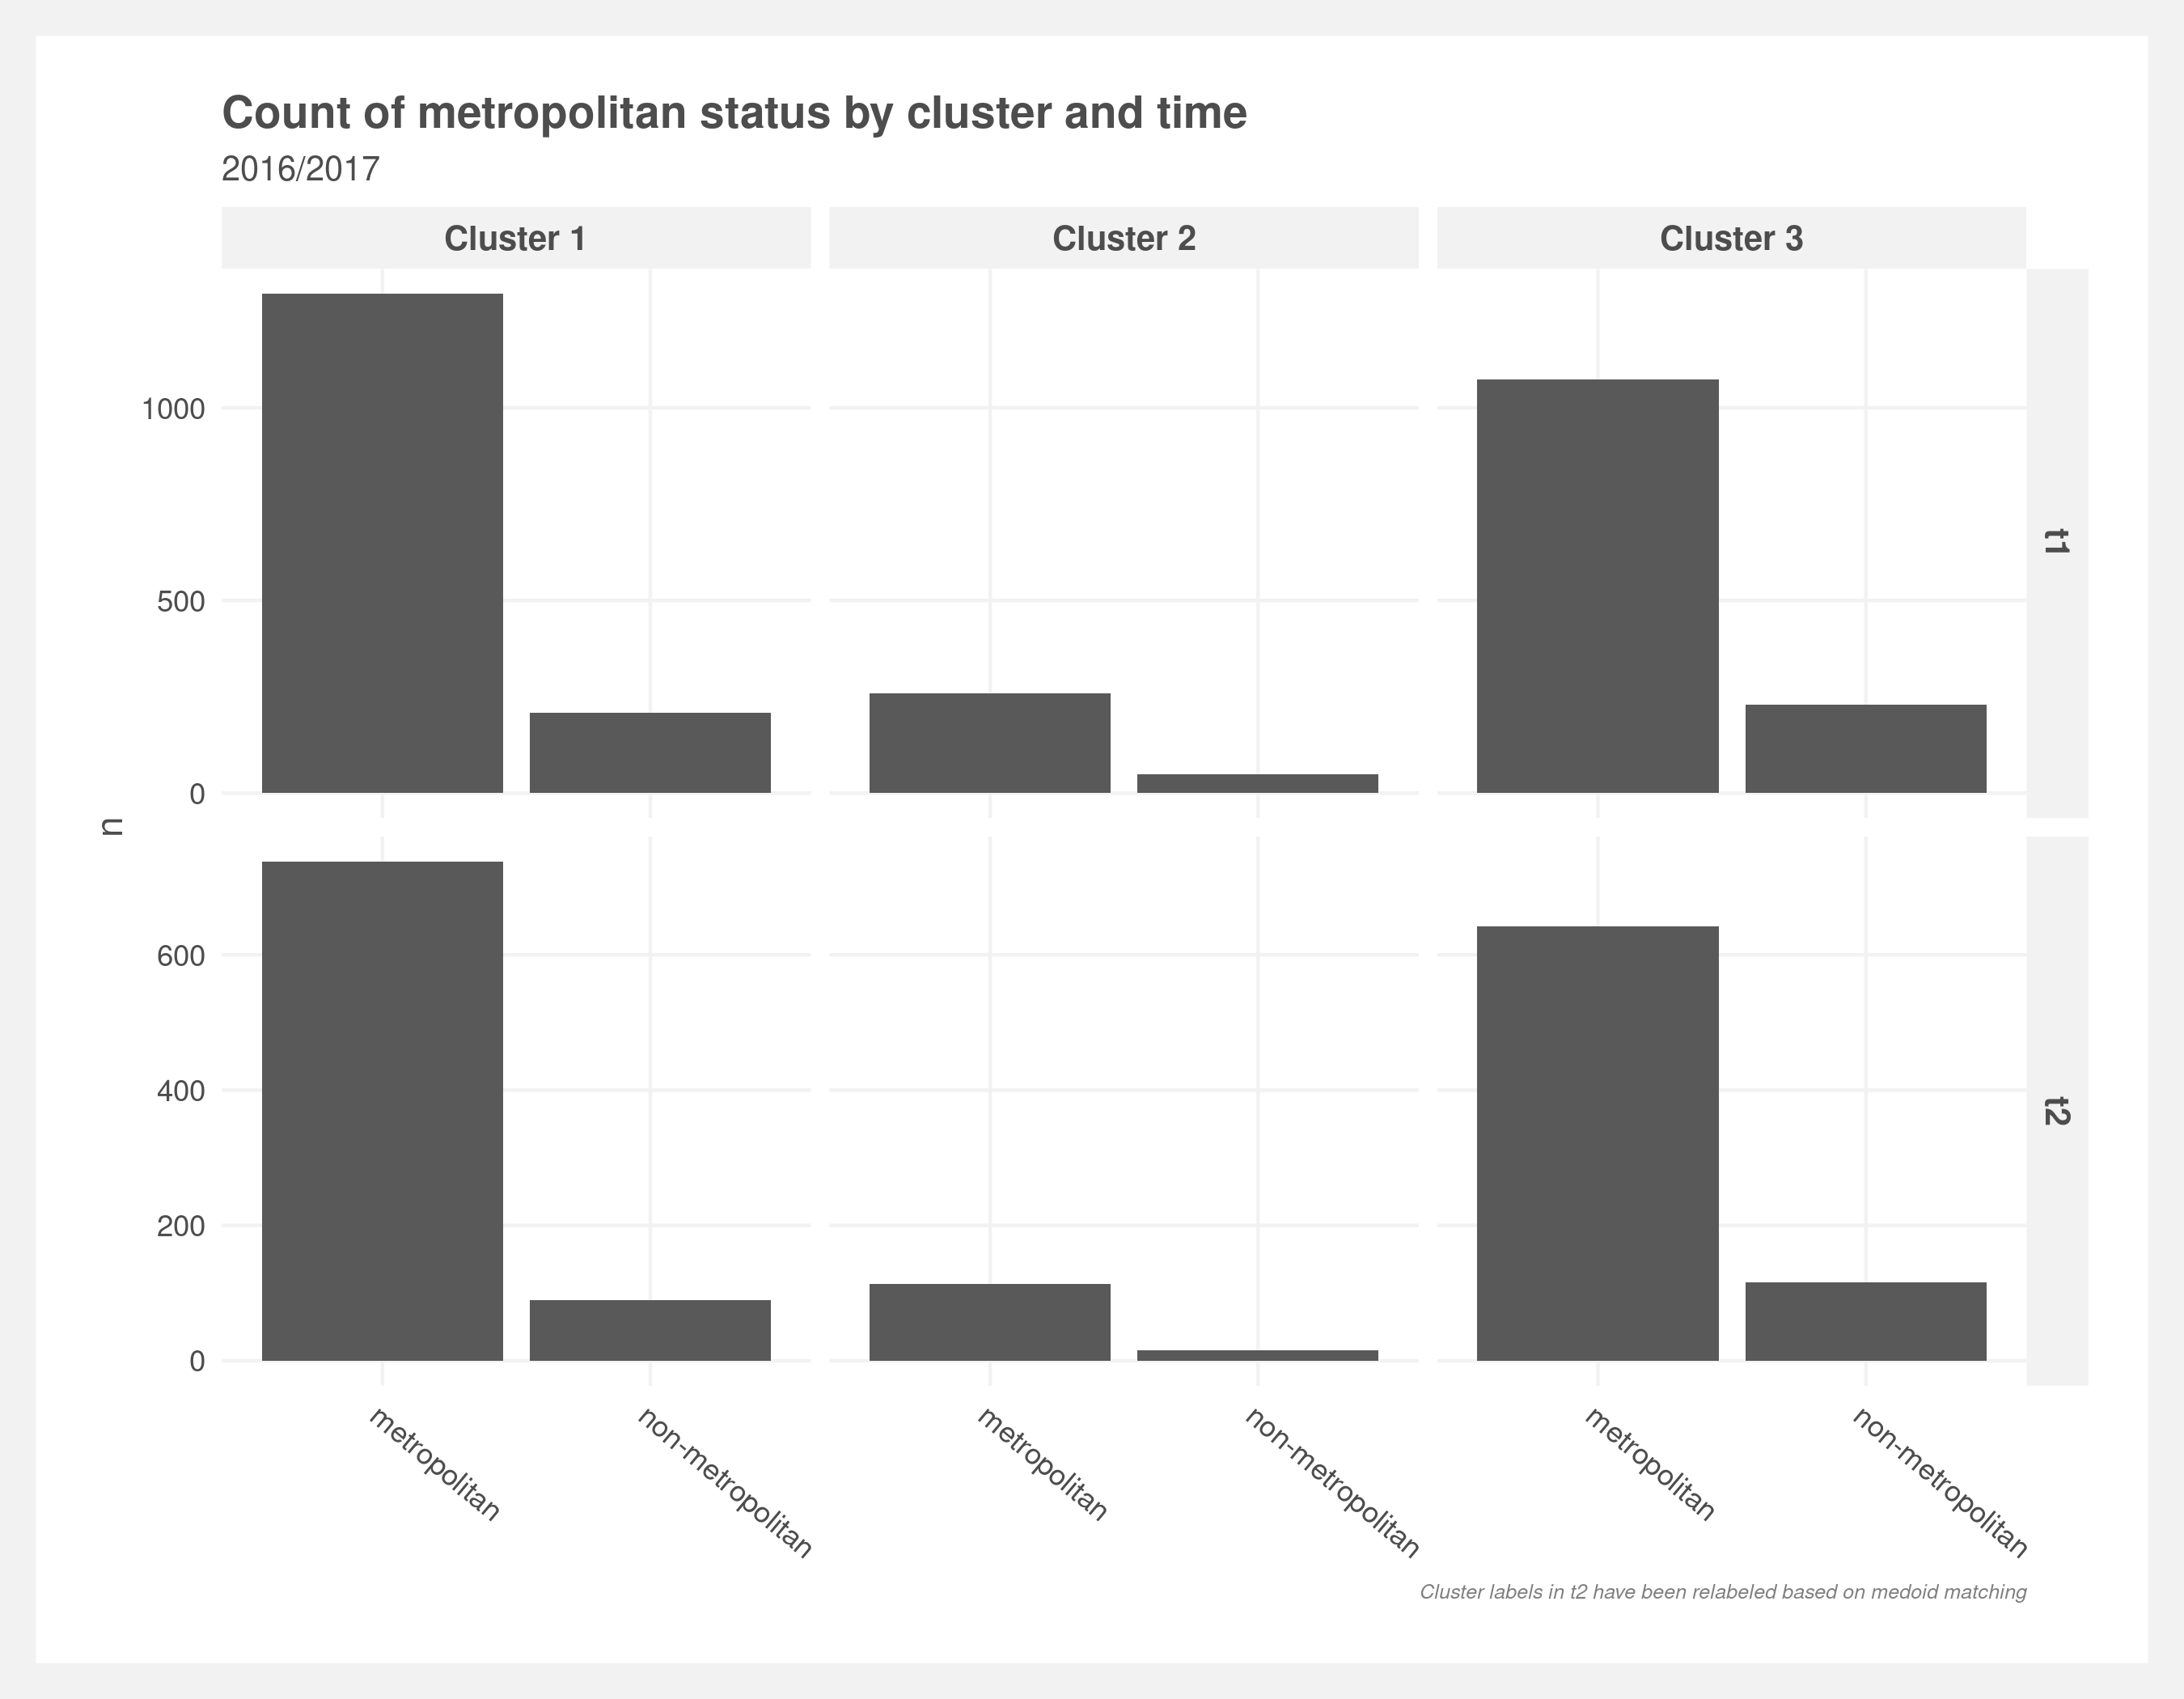 Count of metropolitan status by cluster and time
2016/2017
Cluster 1 Cluster 2 Cluster 3
1000
500
0
t1
n
600
400
200
0
t2
metropolitan non-metropolitan metropolitan non-metropolitan metropolitan non-metropolitan
Cluster labels in t2 have been relabeled based on medoid matching